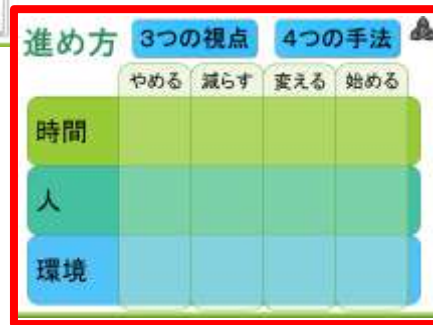 進め方 3つの視点 4つの手法
やめる 減らす 変える 始める
時間
人
環境